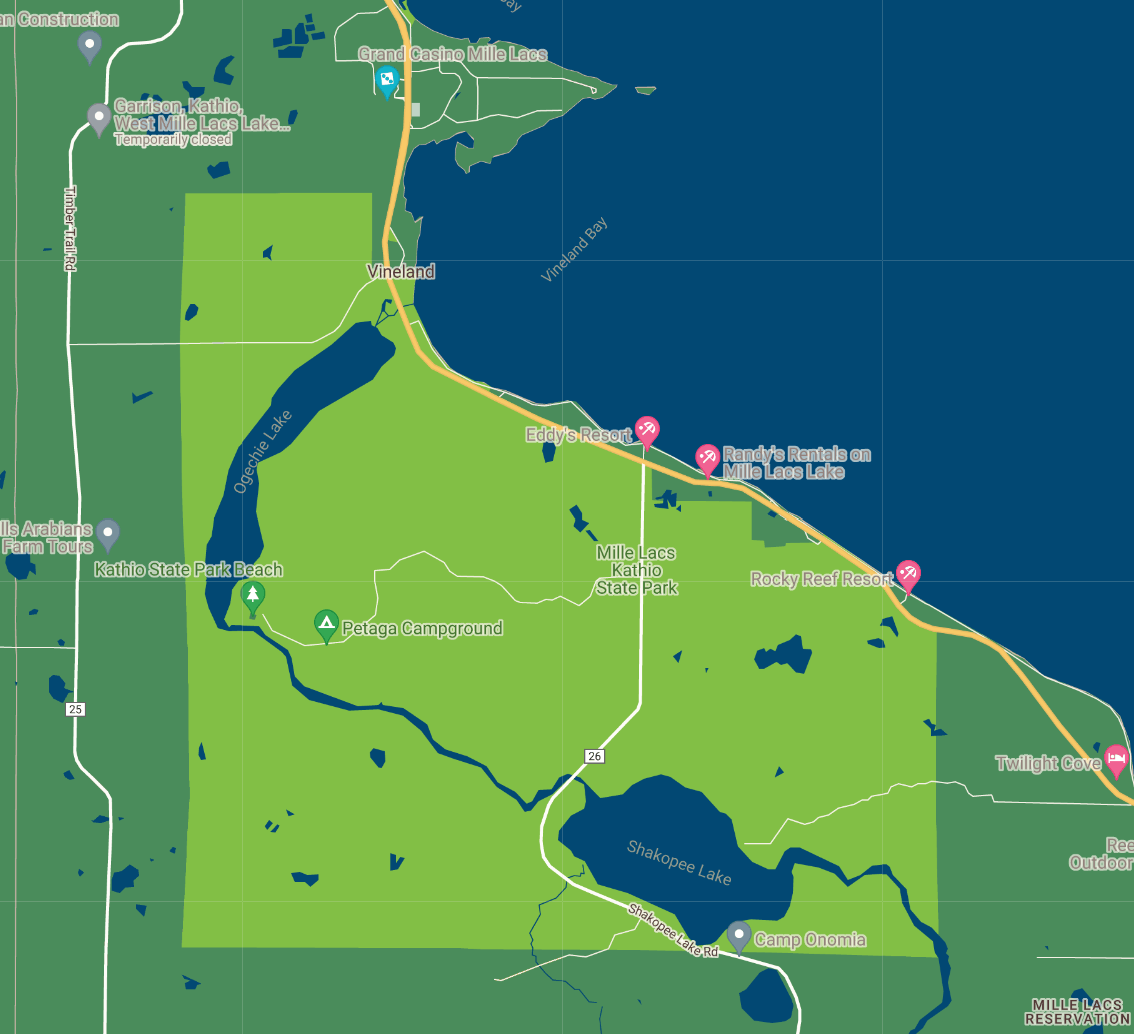 an Construction
Bay
Grand Casino Mille Lacs
Garrison, Kathio,
West Mille Lacs Lake...
Temporarily closed
Timber Trail Rd
Vineland Bay
Vineland
Ogechie Lake
Eddy's Resort
Randy's Rentals on
Mille Lacs Lake
lls Arabians
Farm Tours
Mille Lacs
Kathio
State Park
Kathio State Park Beach
Rocky Reef Resort
Petaga Campground
25
26
Twilight Cove
Shakopee Lake
Ree
Outdoor
Shakopee Lake Rd
Camp Onomia
MILLE LACS
RESERVATION